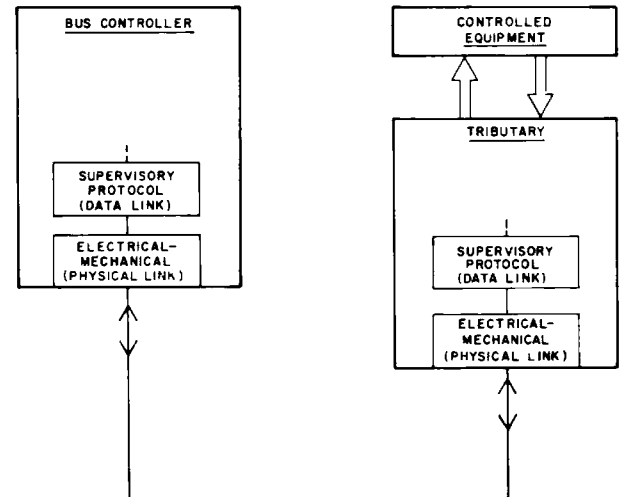 BUS CONTROLLER
SUPERVISORY
PROTOCOL
(DATA LINK)
ELECTRICAL-
MECHANICAL
(PHYSICAL LINK)
CONTROLLED
EQUIPMENT
TRIBUTARY
SUPERVISORY
PROTOCOL
(DATA LINK)
ELECTRICAL-
MECHANICAL
(PHYSICAL LINK)